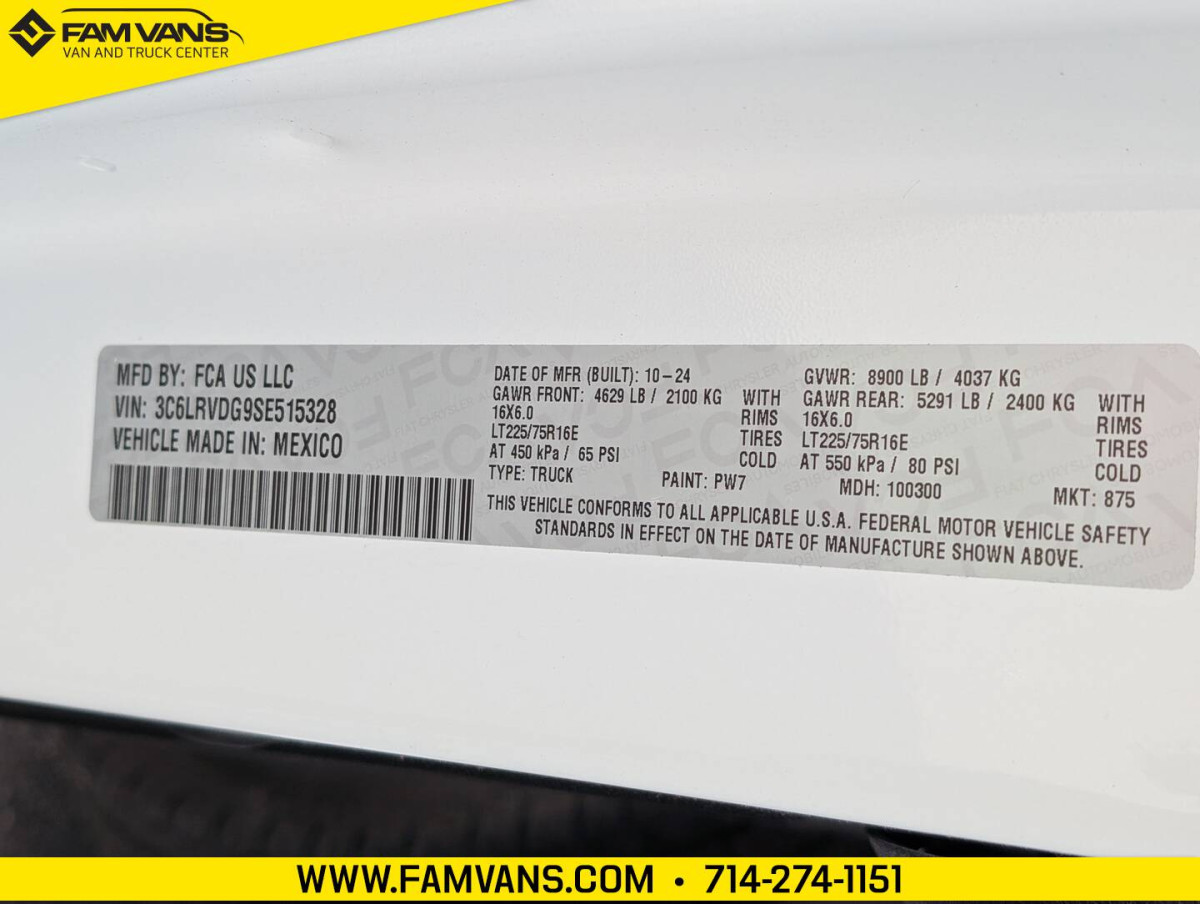 FAM VANS
VAN AND TRUCK CENTER
MFD BY: FCA US LLC
VIN: 3C6LRVDG9SE515328
VEHICLE MADE IN: MEXICO
DATE OF MFR (BUILT): 10-24
GAWR FRONT: 4629 LB / 2100 KG WITH
16X6.0 RIMS
LT225/75R16E TIRES
AT 450 kPa / 65 PSI COLD
TYPE: TRUCK PAINT: PW7
GVWR: 8900 LB / 4037 KG
GAWR REAR: 5291 LB / 2400 KG WITH
16X6.0 RIMS
LT225/75R16E TIRES
AT 550 kPa / 80 PSI COLD
MDH: 100300 MKT: 875
THIS VEHICLE CONFORMS TO ALL APPLICABLE U.S.A. FEDERAL MOTOR VEHICLE SAFETY
STANDARDS IN EFFECT ON THE DATE OF MANUFACTURE SHOWN ABOVE.
WWW.FAMVANS.COM • 714-274-1151